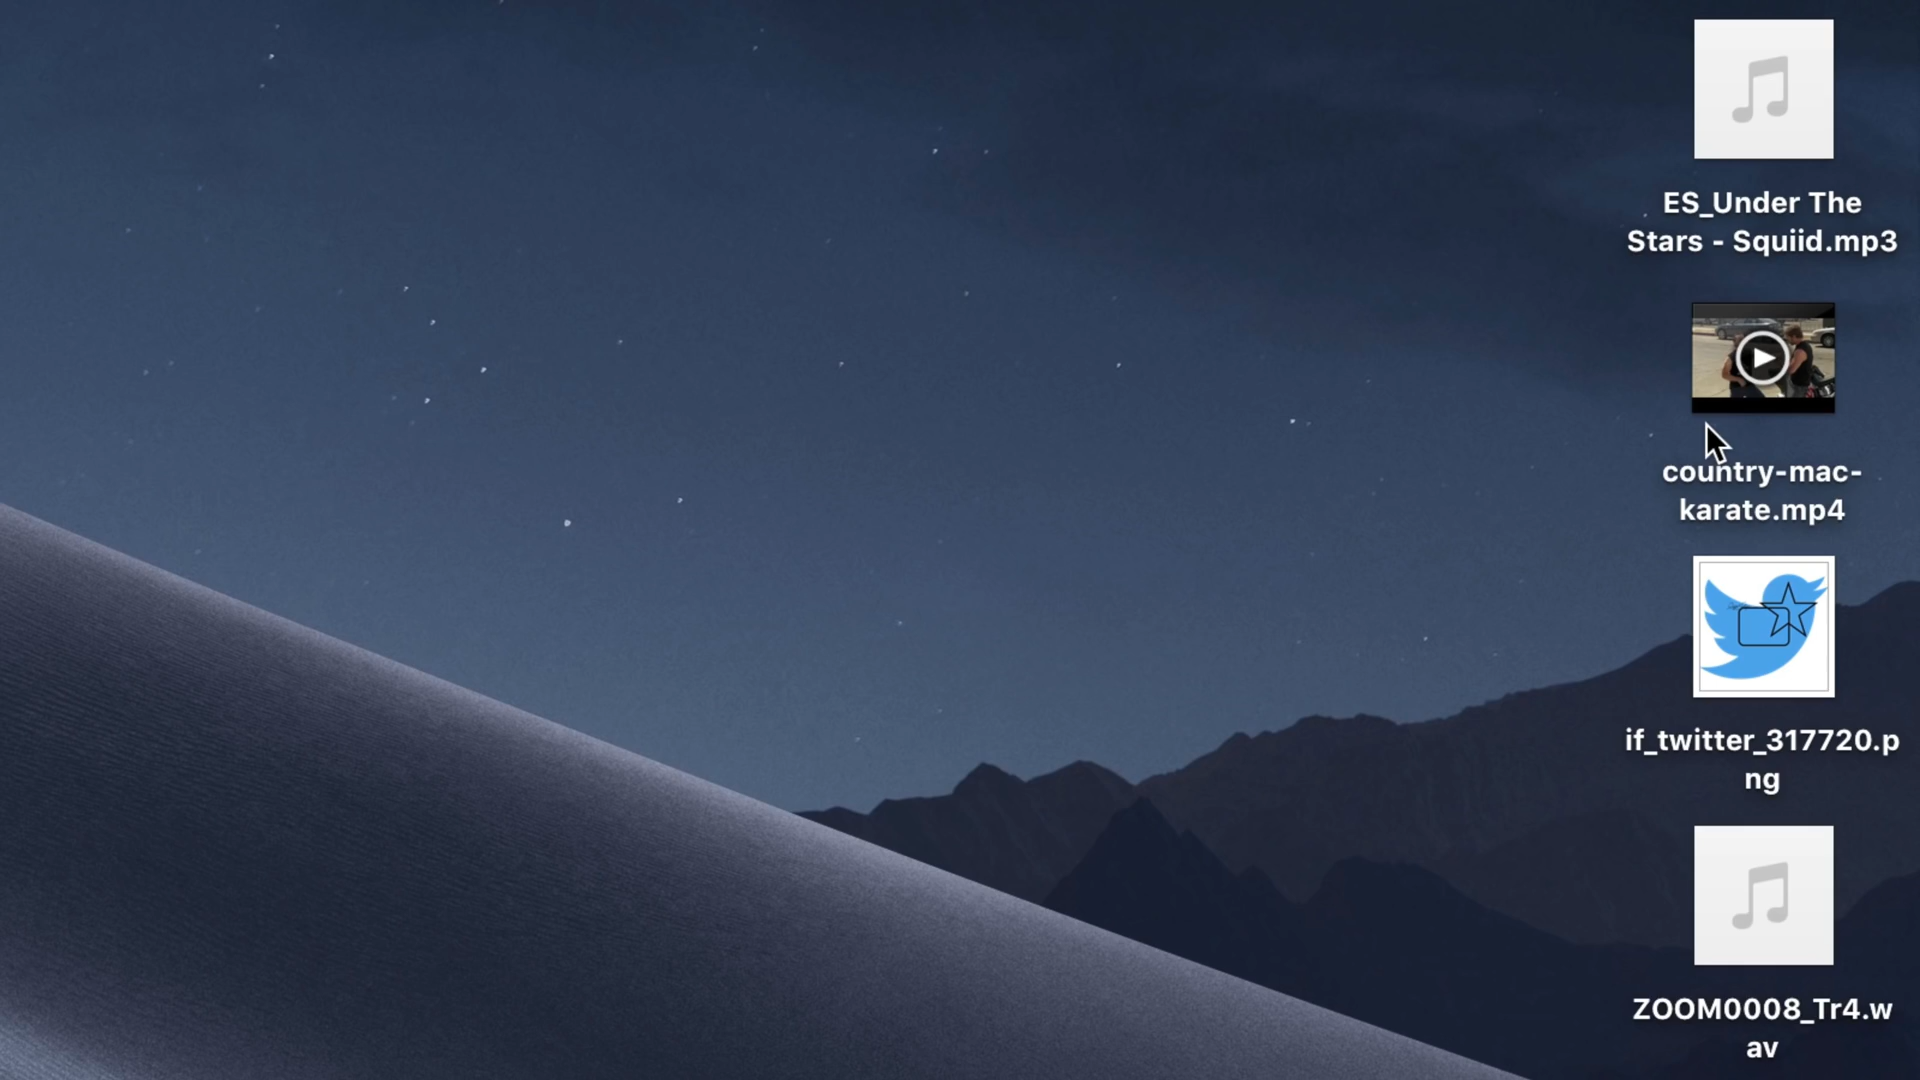 ES_Under The
Stars - Squiid.mp3
country-mac-
karate.mp4
if_twitter_317720.p
ng
ZOOM0008_Tr4.w
av